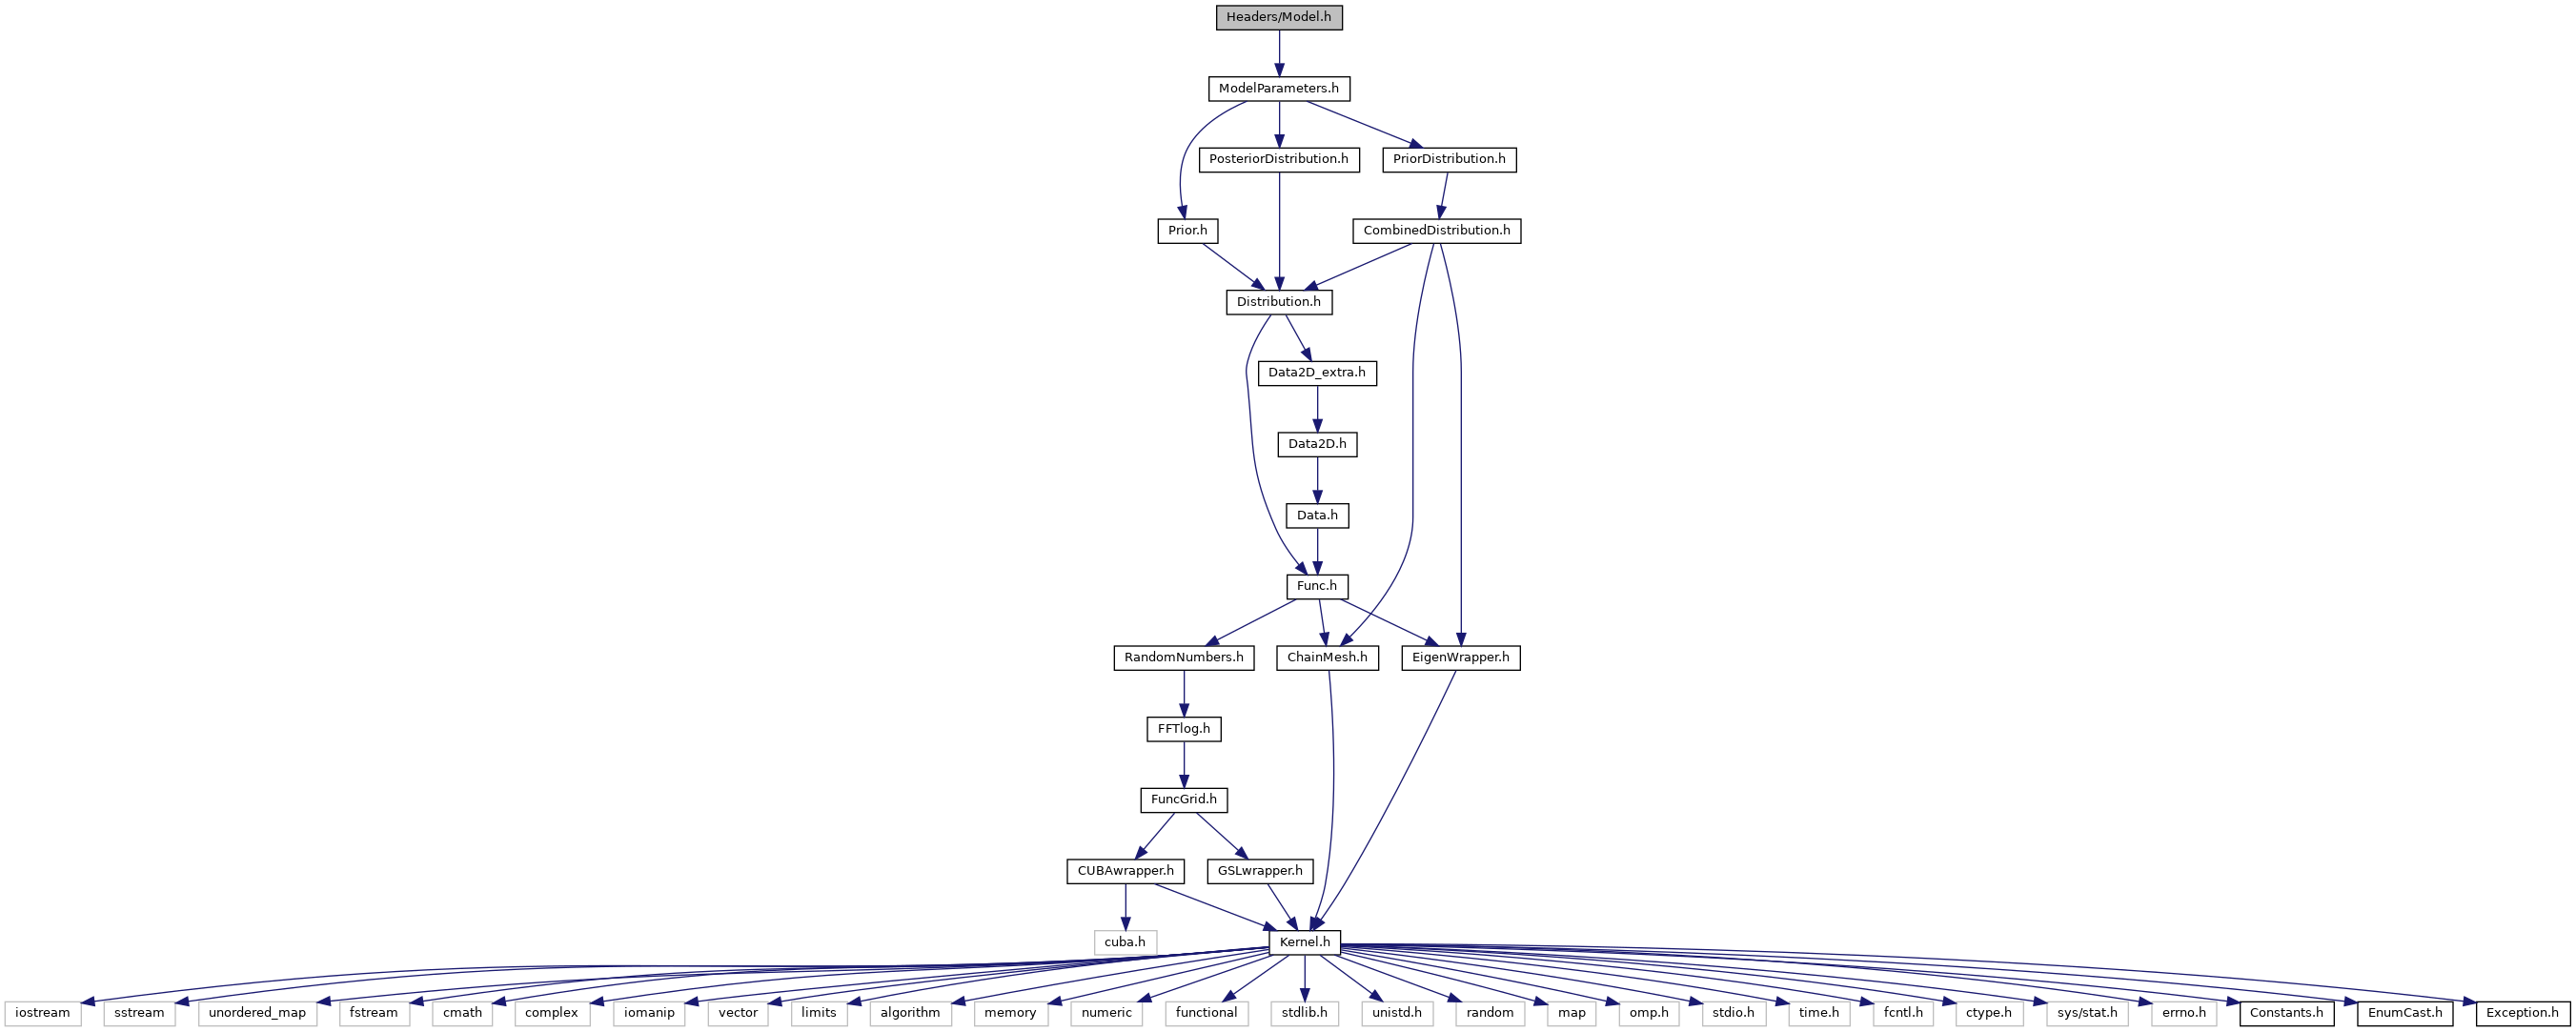 Headers/Model.h
ModelParameters.h
PosteriorDistribution.h
PriorDistribution.h
Prior.h
CombinedDistribution.h
Distribution.h
Data2D_extra.h
Data2D.h
Data.h
Func.h
RandomNumbers.h
ChainMesh.h
EigenWrapper.h
FFTlog.h
FuncGrid.h
CUBAwrapper.h
GSLwrapper.h
cuba.h
Kernel.h
iostream
sstream
unordered_map
fstream
cmath
complex
iomanip
vector
limits
algorithm
memory
numeric
functional
stdlib.h
unistd.h
random
map
omp.h
stdio.h
time.h
fcntl.h
ctype.h
sys/stat.h
errno.h
Constants.h
EnumCast.h
Exception.h